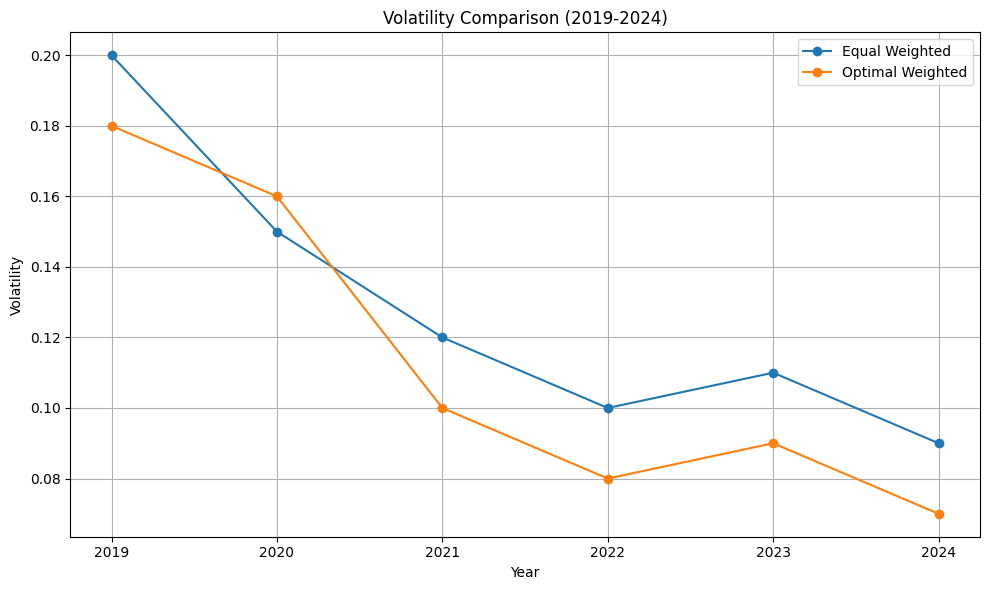 Volatility Comparison (2019-2024)
Equal Weighted
Optimal Weighted
Volatility
0.20
0.18
0.16
0.14
0.12
0.10
0.08
2019 2020 2021 2022 2023 2024
Year